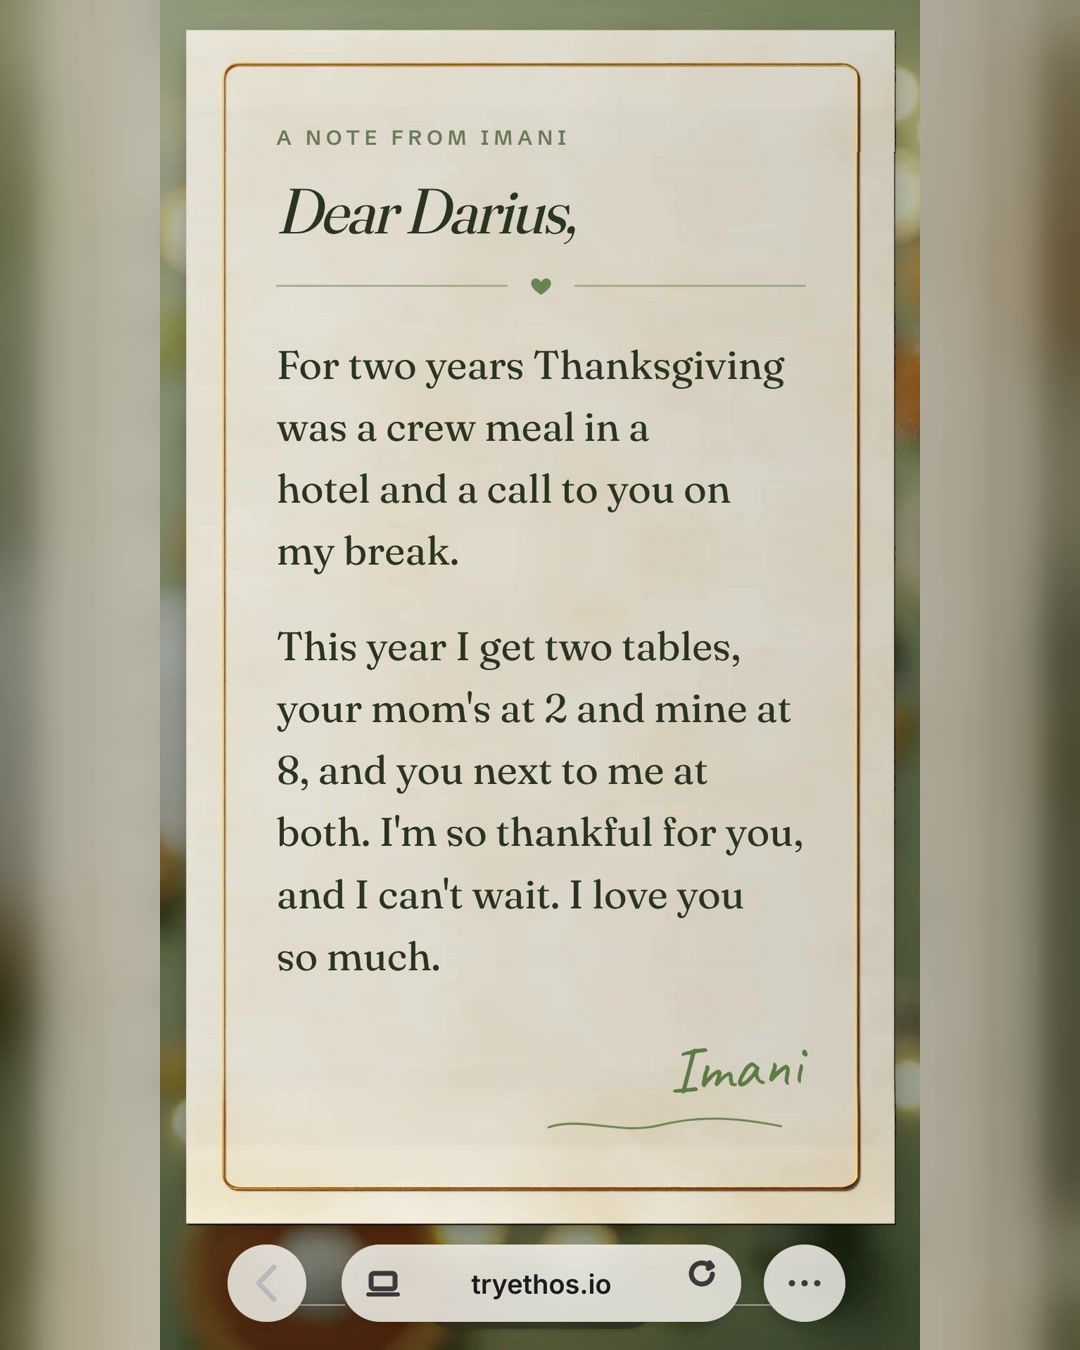 A NOTE FROM IMANI
Dear Darius,
For two years Thanksgiving
was a crew meal in a
hotel and a call to you on
my break.
This year I get two tables,
your mom's at 2 and mine at
8, and you next to me at
both. I'm so thankful for you,
and I can't wait. I love you
so much.
Imani
tryethos.io